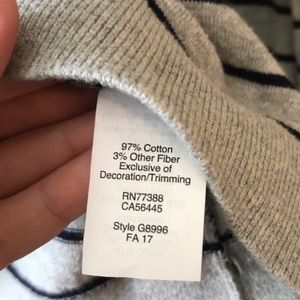 97% Cotton
3% Other Fiber
Exclusive of
Decoration/Trimming
RN77388
CA56445
Style G8996
FA 17